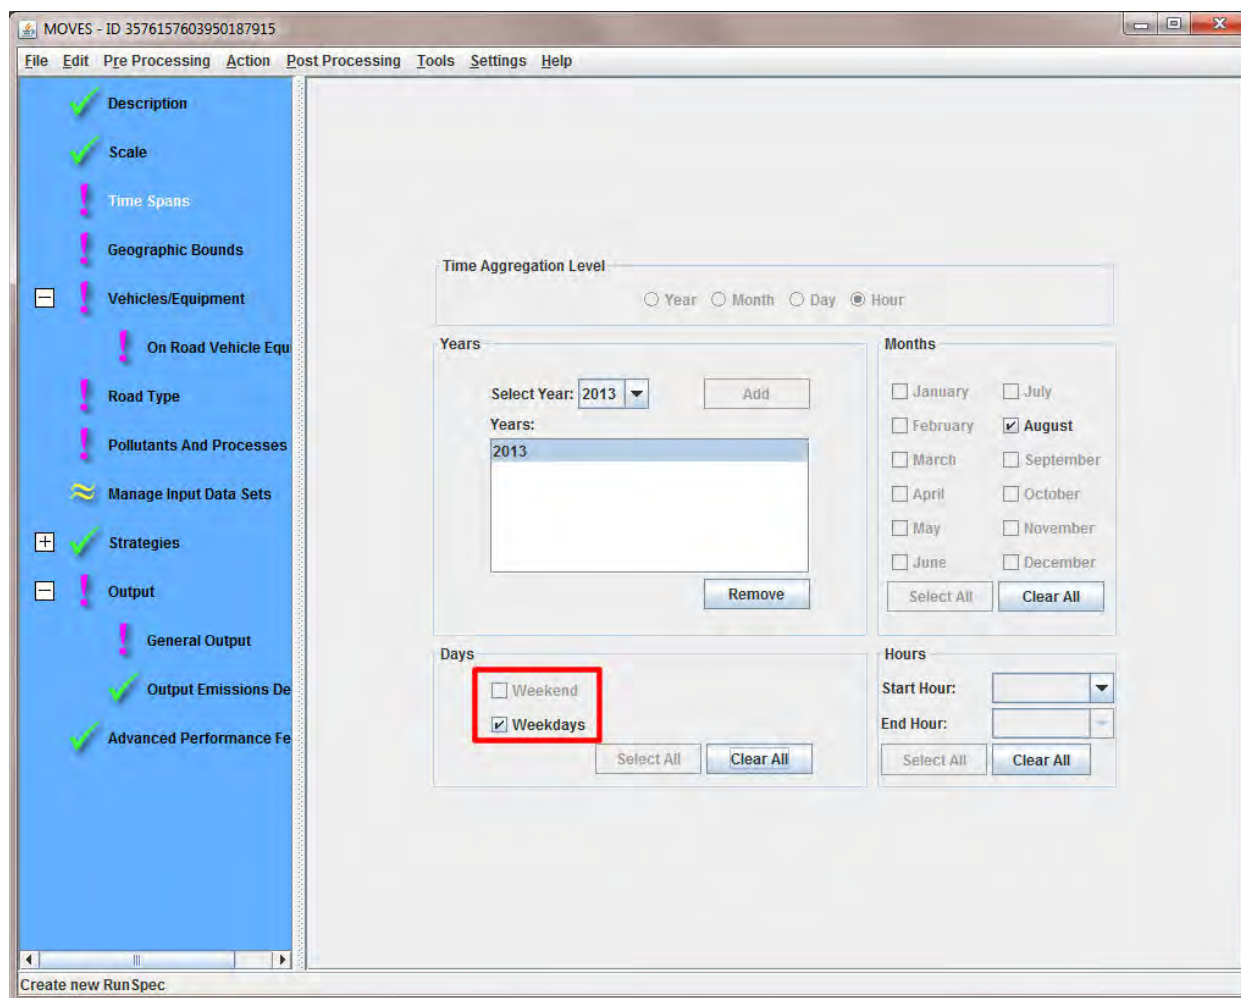 MOVES - ID 3576157603950187915
File Edit Pre Processing Action Post Processing Tools Settings Help
Description
Scale
Time Spans
Geographic Bounds
Vehicles/Equipment
On Road Vehicle Equi
Road Type
Pollutants And Processes
Manage Input Data Sets
Strategies
Output
General Output
Output Emissions De
Advanced Performance Fe
Time Aggregation Level
Year Month Day Hour
Years
Select Year: 2013 Add
Years:
2013
Remove
Months
January July
February August
March September
April October
May November
June December
Select All Clear All
Days
Weekend
Weekdays
Select All Clear All
Hours
Start Hour:
End Hour:
Select All Clear All
Create new RunSpec